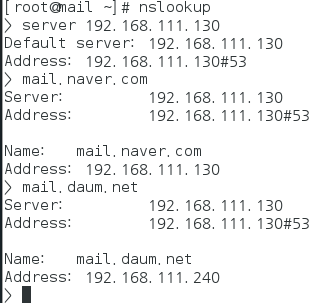 [root@mail ~]# nslookup
> server 192.168.111.130
Default server: 192.168.111.130
Address: 192.168.111.130#53
> mail.naver.com
Server: 192.168.111.130
Address: 192.168.111.130#53
Name: mail.naver.com
Address: 192.168.111.130
> mail.daum.net
Server: 192.168.111.130
Address: 192.168.111.130#53
Name: mail.daum.net
Address: 192.168.111.240
>